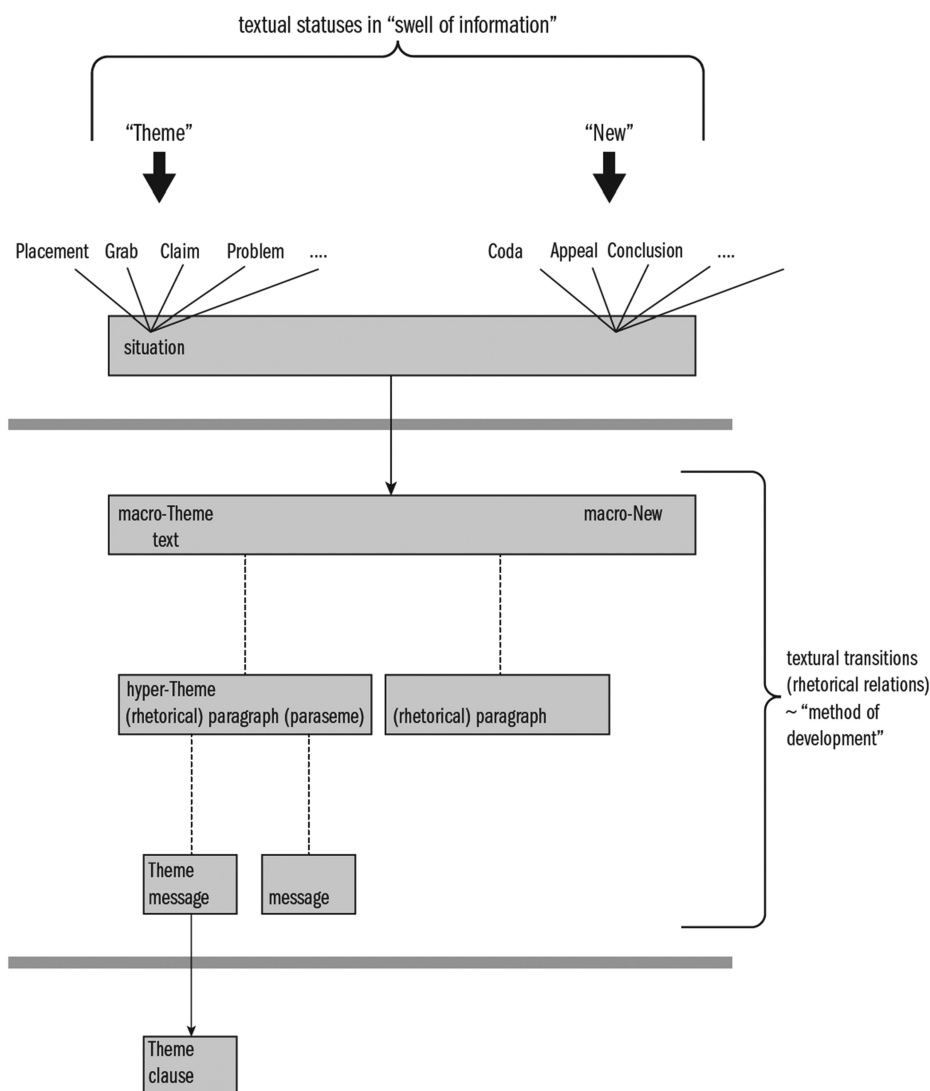 textual statuses in “swell of information”
“Theme” “New”
Placement Grab Claim Problem .... Coda Appeal Conclusion ....
situation
macro-Theme macro-New
text
textural transitions
(rhetorical relations)
~ “method of
development”
hyper-Theme
(rhetorical) paragraph (paraseme) (rhetorical) paragraph
Theme
message message
Theme
clause